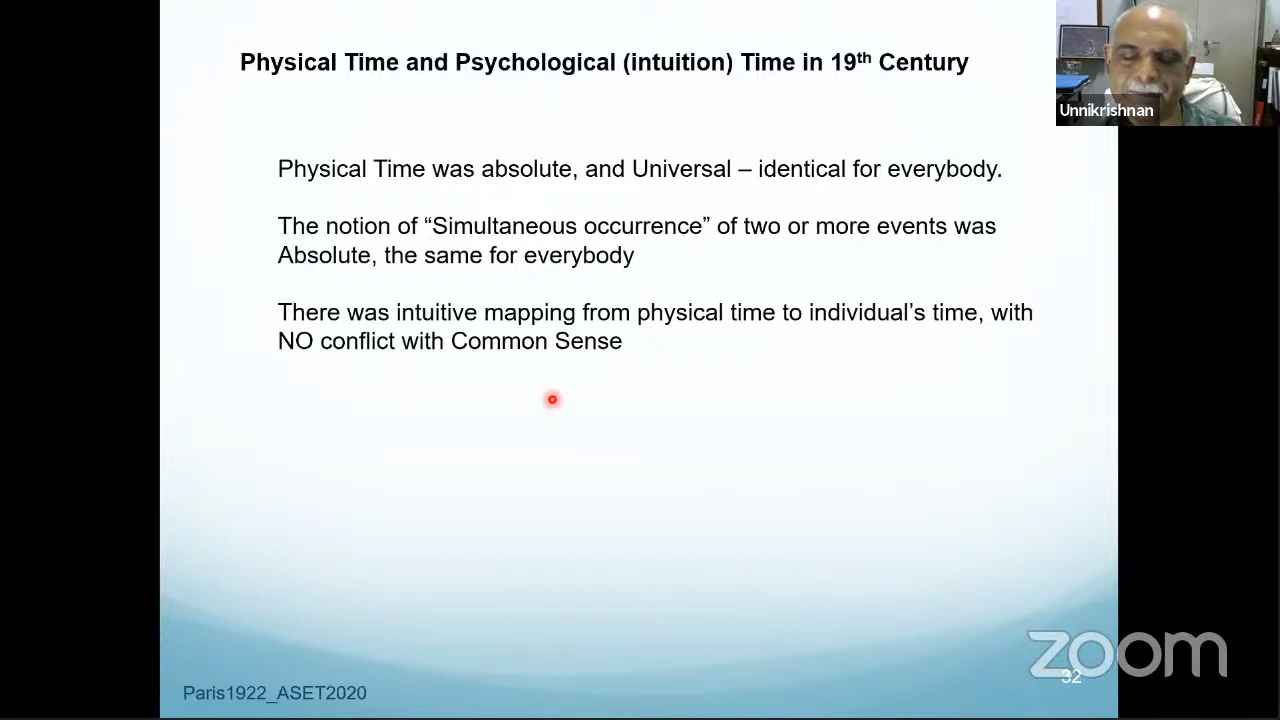 Physical Time and Psychological (intuition) Time in 19th Century
Unnikrishnan
Physical Time was absolute, and Universal – identical for everybody.
The notion of “Simultaneous occurrence” of two or more events was
Absolute, the same for everybody
There was intuitive mapping from physical time to individual’s time, with
NO conflict with Common Sense
zoom
32
Paris1922_ASET2020